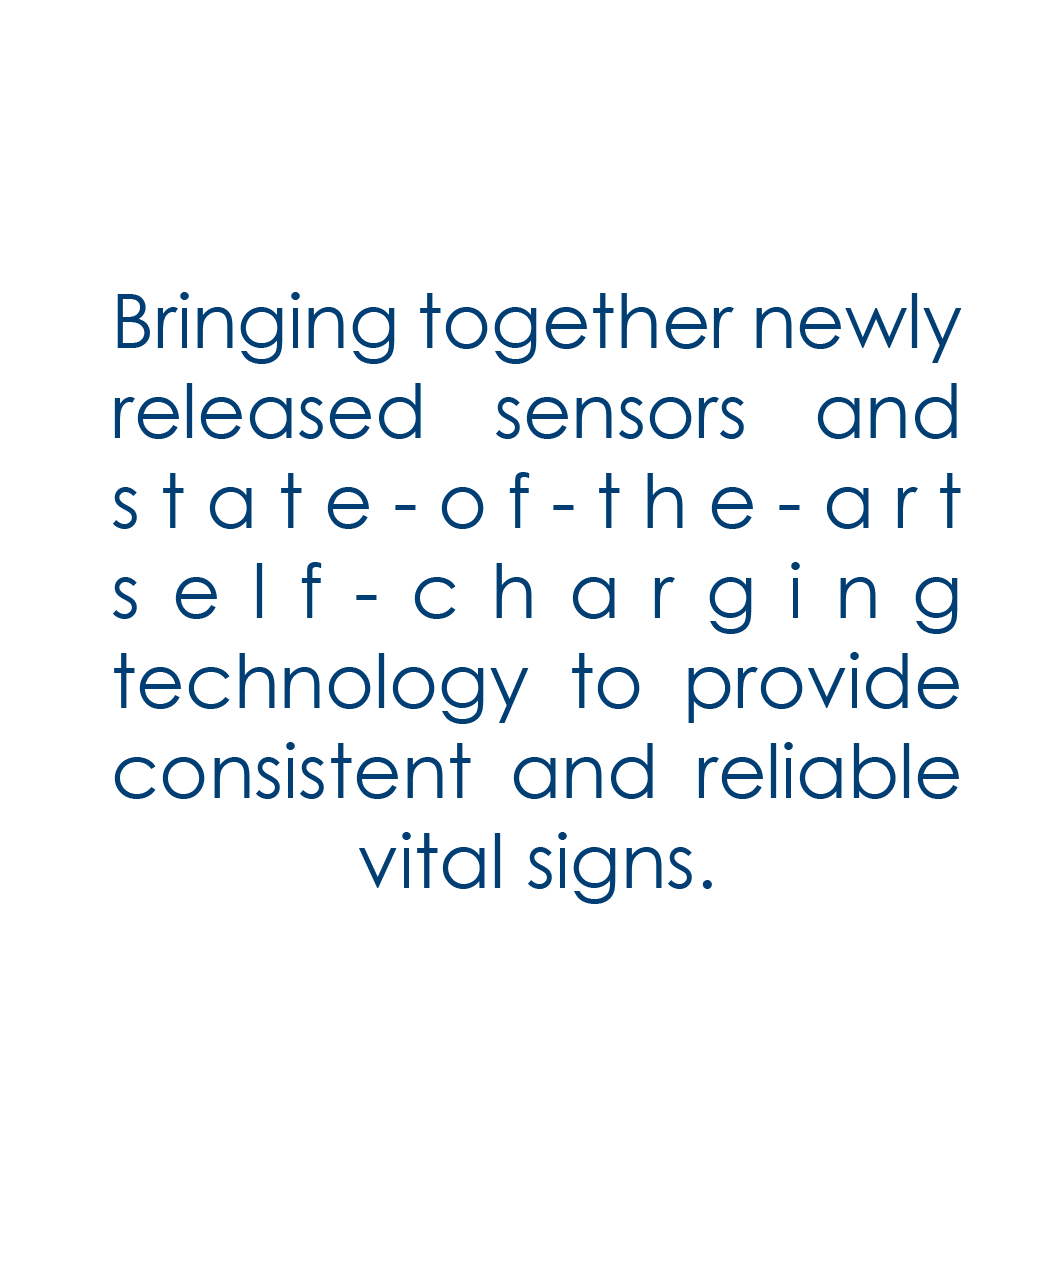 Bringing together newly
released sensors and
state-of-the-art
self-charging
technology to provide
consistent and reliable
vital signs.